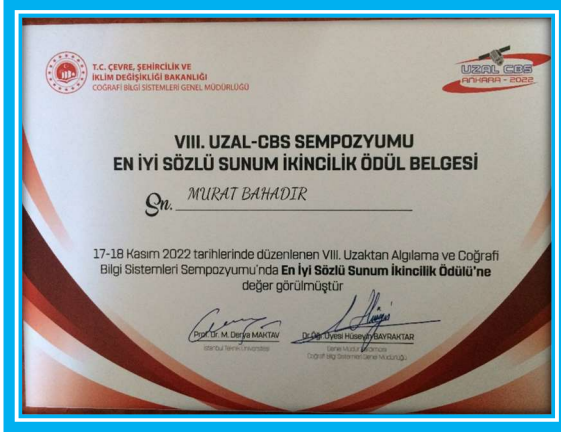 T.C. ÇEVRE, ŞEHİRCİLİK VE
İKLİM DEĞİŞİKLİĞİ BAKANLIĞI
COĞRAFİ BİLGİ SİSTEMLERİ GENEL MÜDÜRLÜĞÜ
UZAL CBS
ANKARA - 2022
VIII. UZAL-CBS SEMPOZYUMU
EN İYİ SÖZLÜ SUNUM İKİNCİLİK ÖDÜL BELGESİ
Sn. MURAT BAHADIR
17-18 Kasım 2022 tarihlerinde düzenlenen VIII. Uzaktan Algılama ve Coğrafi
Bilgi Sistemleri Sempozyumu'nda En İyi Sözlü Sunum İkincilik Ödülü'ne
değer görülmüştür
Prof. Dr. M. Derya MAKTAV
İstanbul Teknik Üniversitesi
Dr. Öğr. Üyesi Hüseyin BAYRAKTAR
Genel Müdür
Coğrafi Bilgi Sistemleri Genel Müdürlüğü